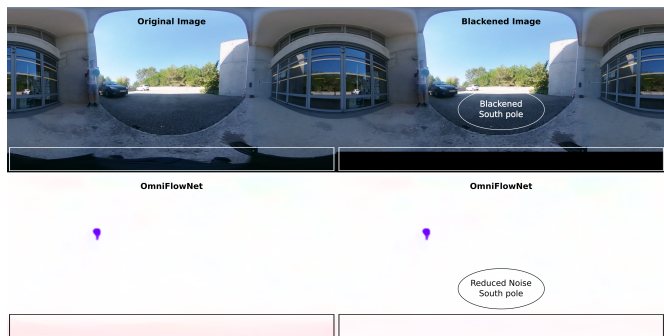 Original Image
Blackened Image
Blackened
South pole
OmniFlowNet
OmniFlowNet
Reduced Noise
South pole